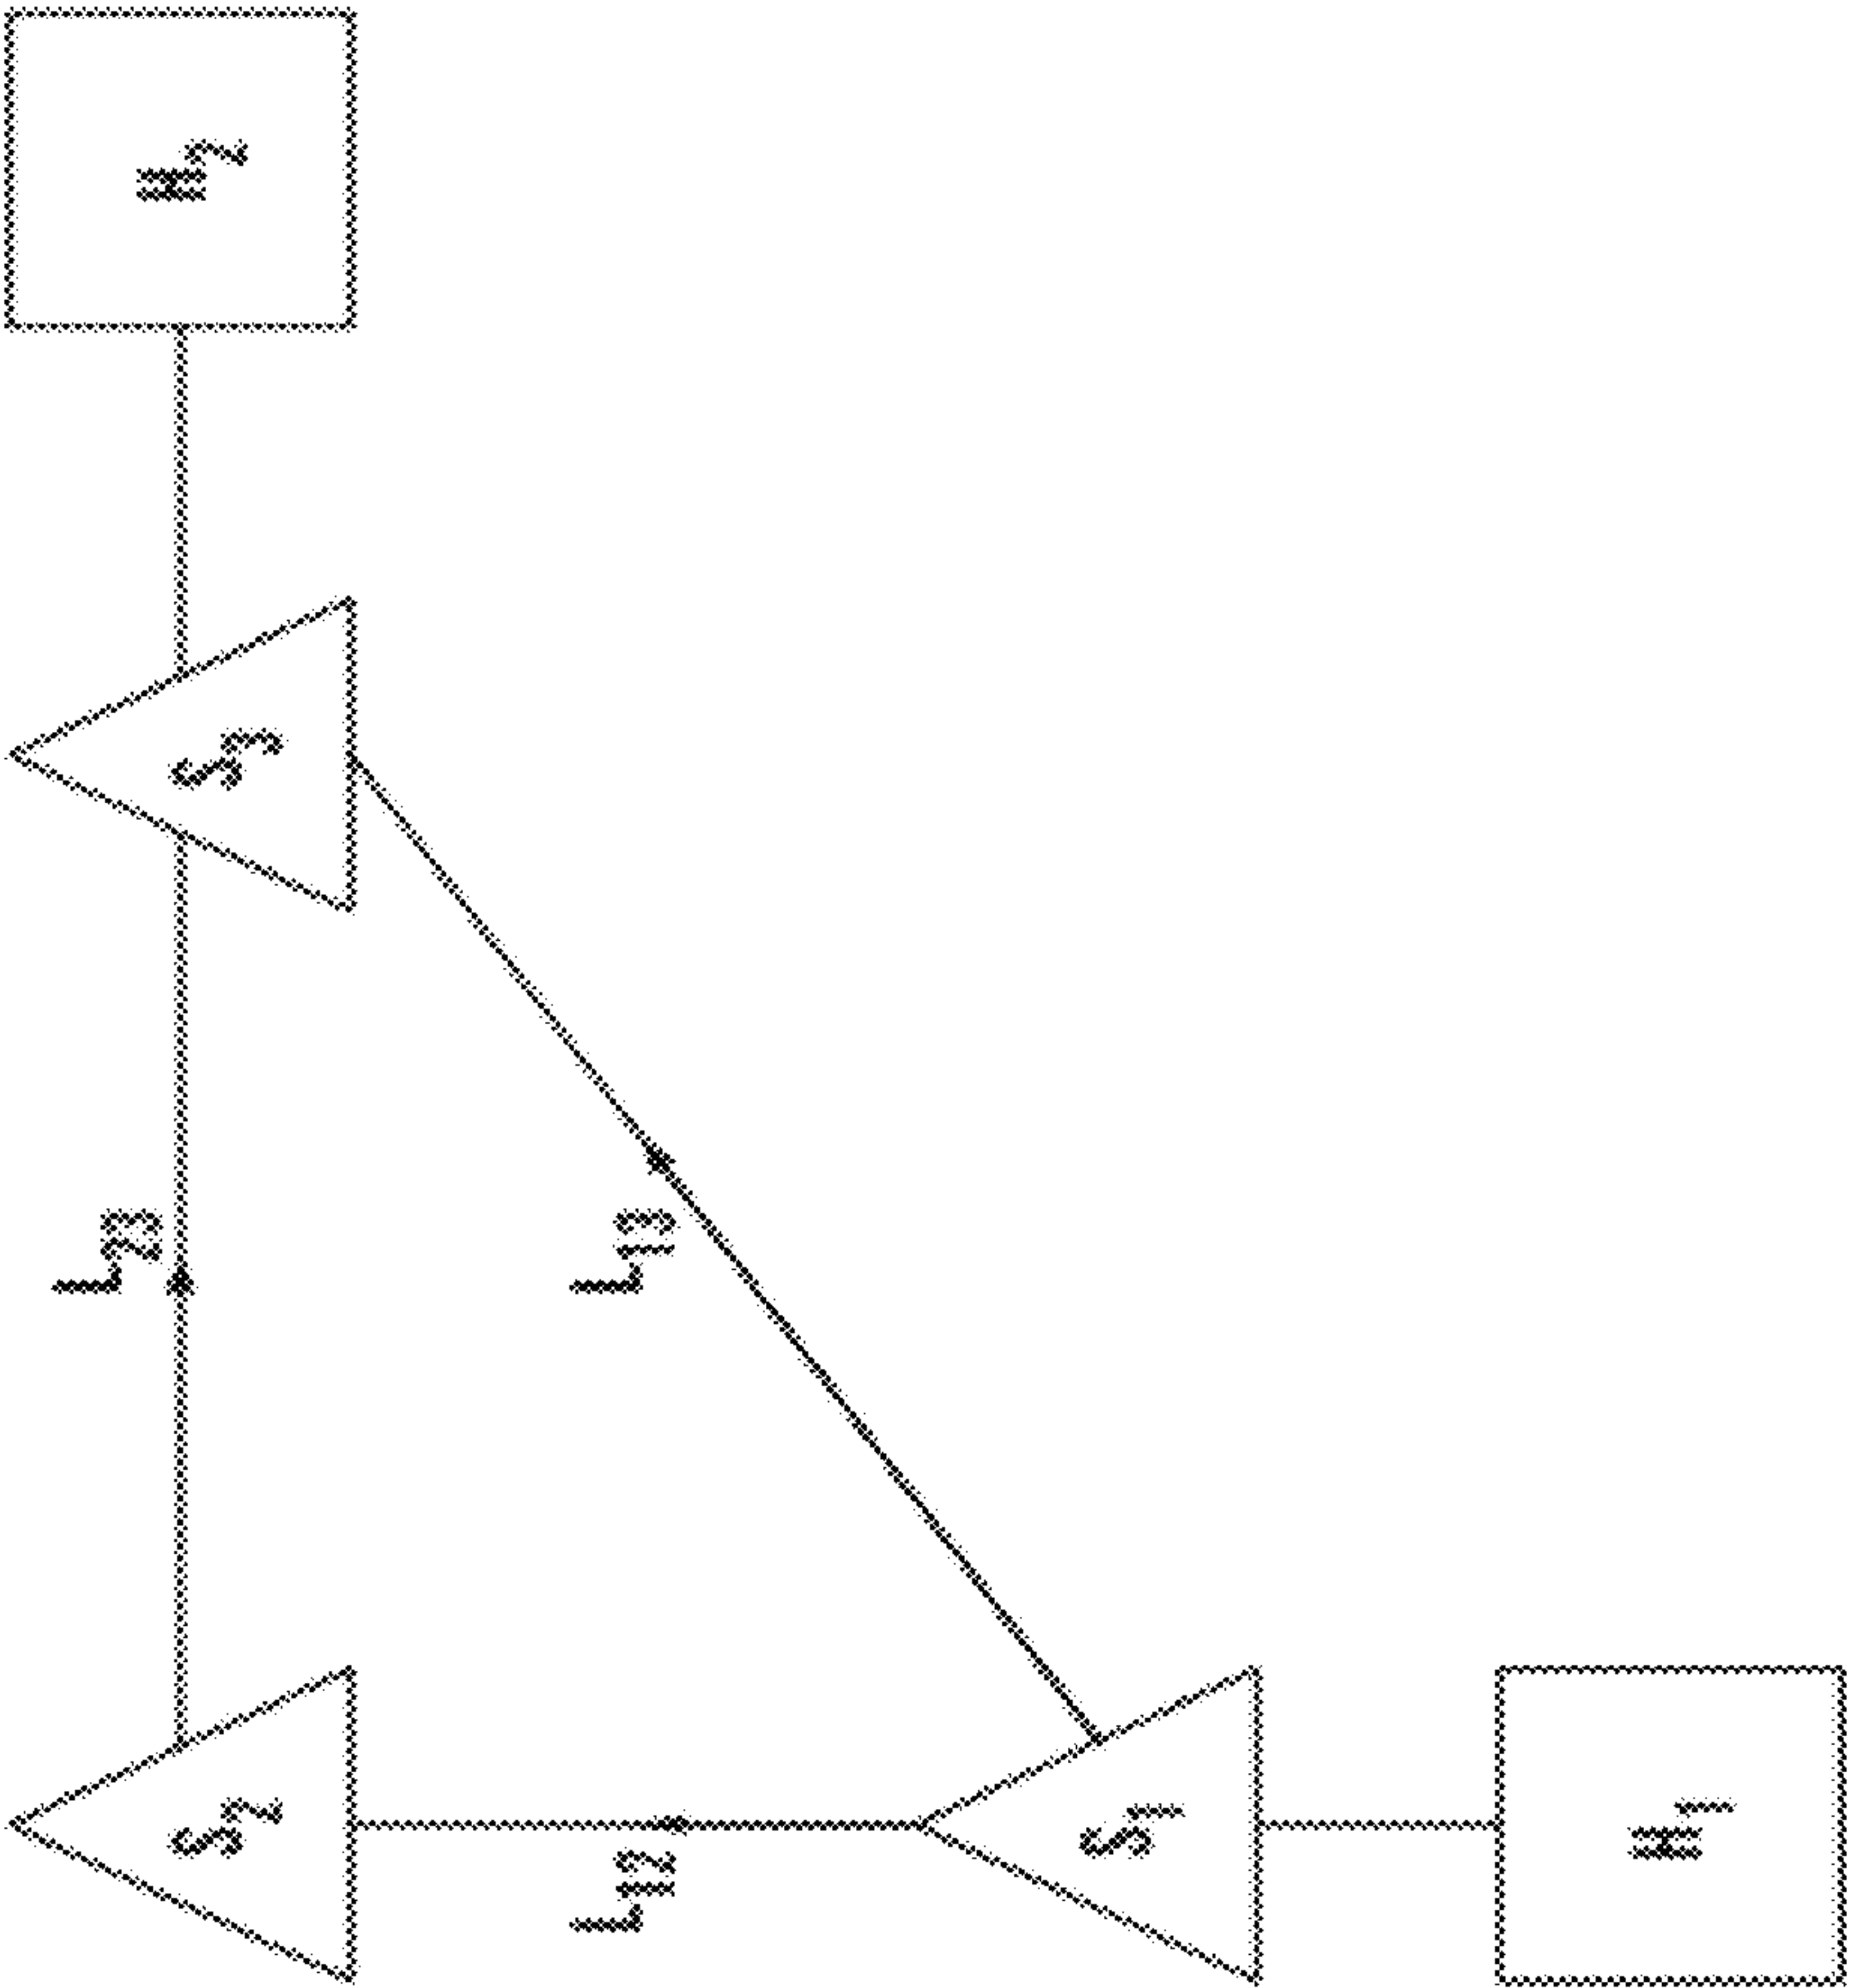 L₂₃
S₂
S₃
H₂
L₁₂
L₁₃
S₁
H₁